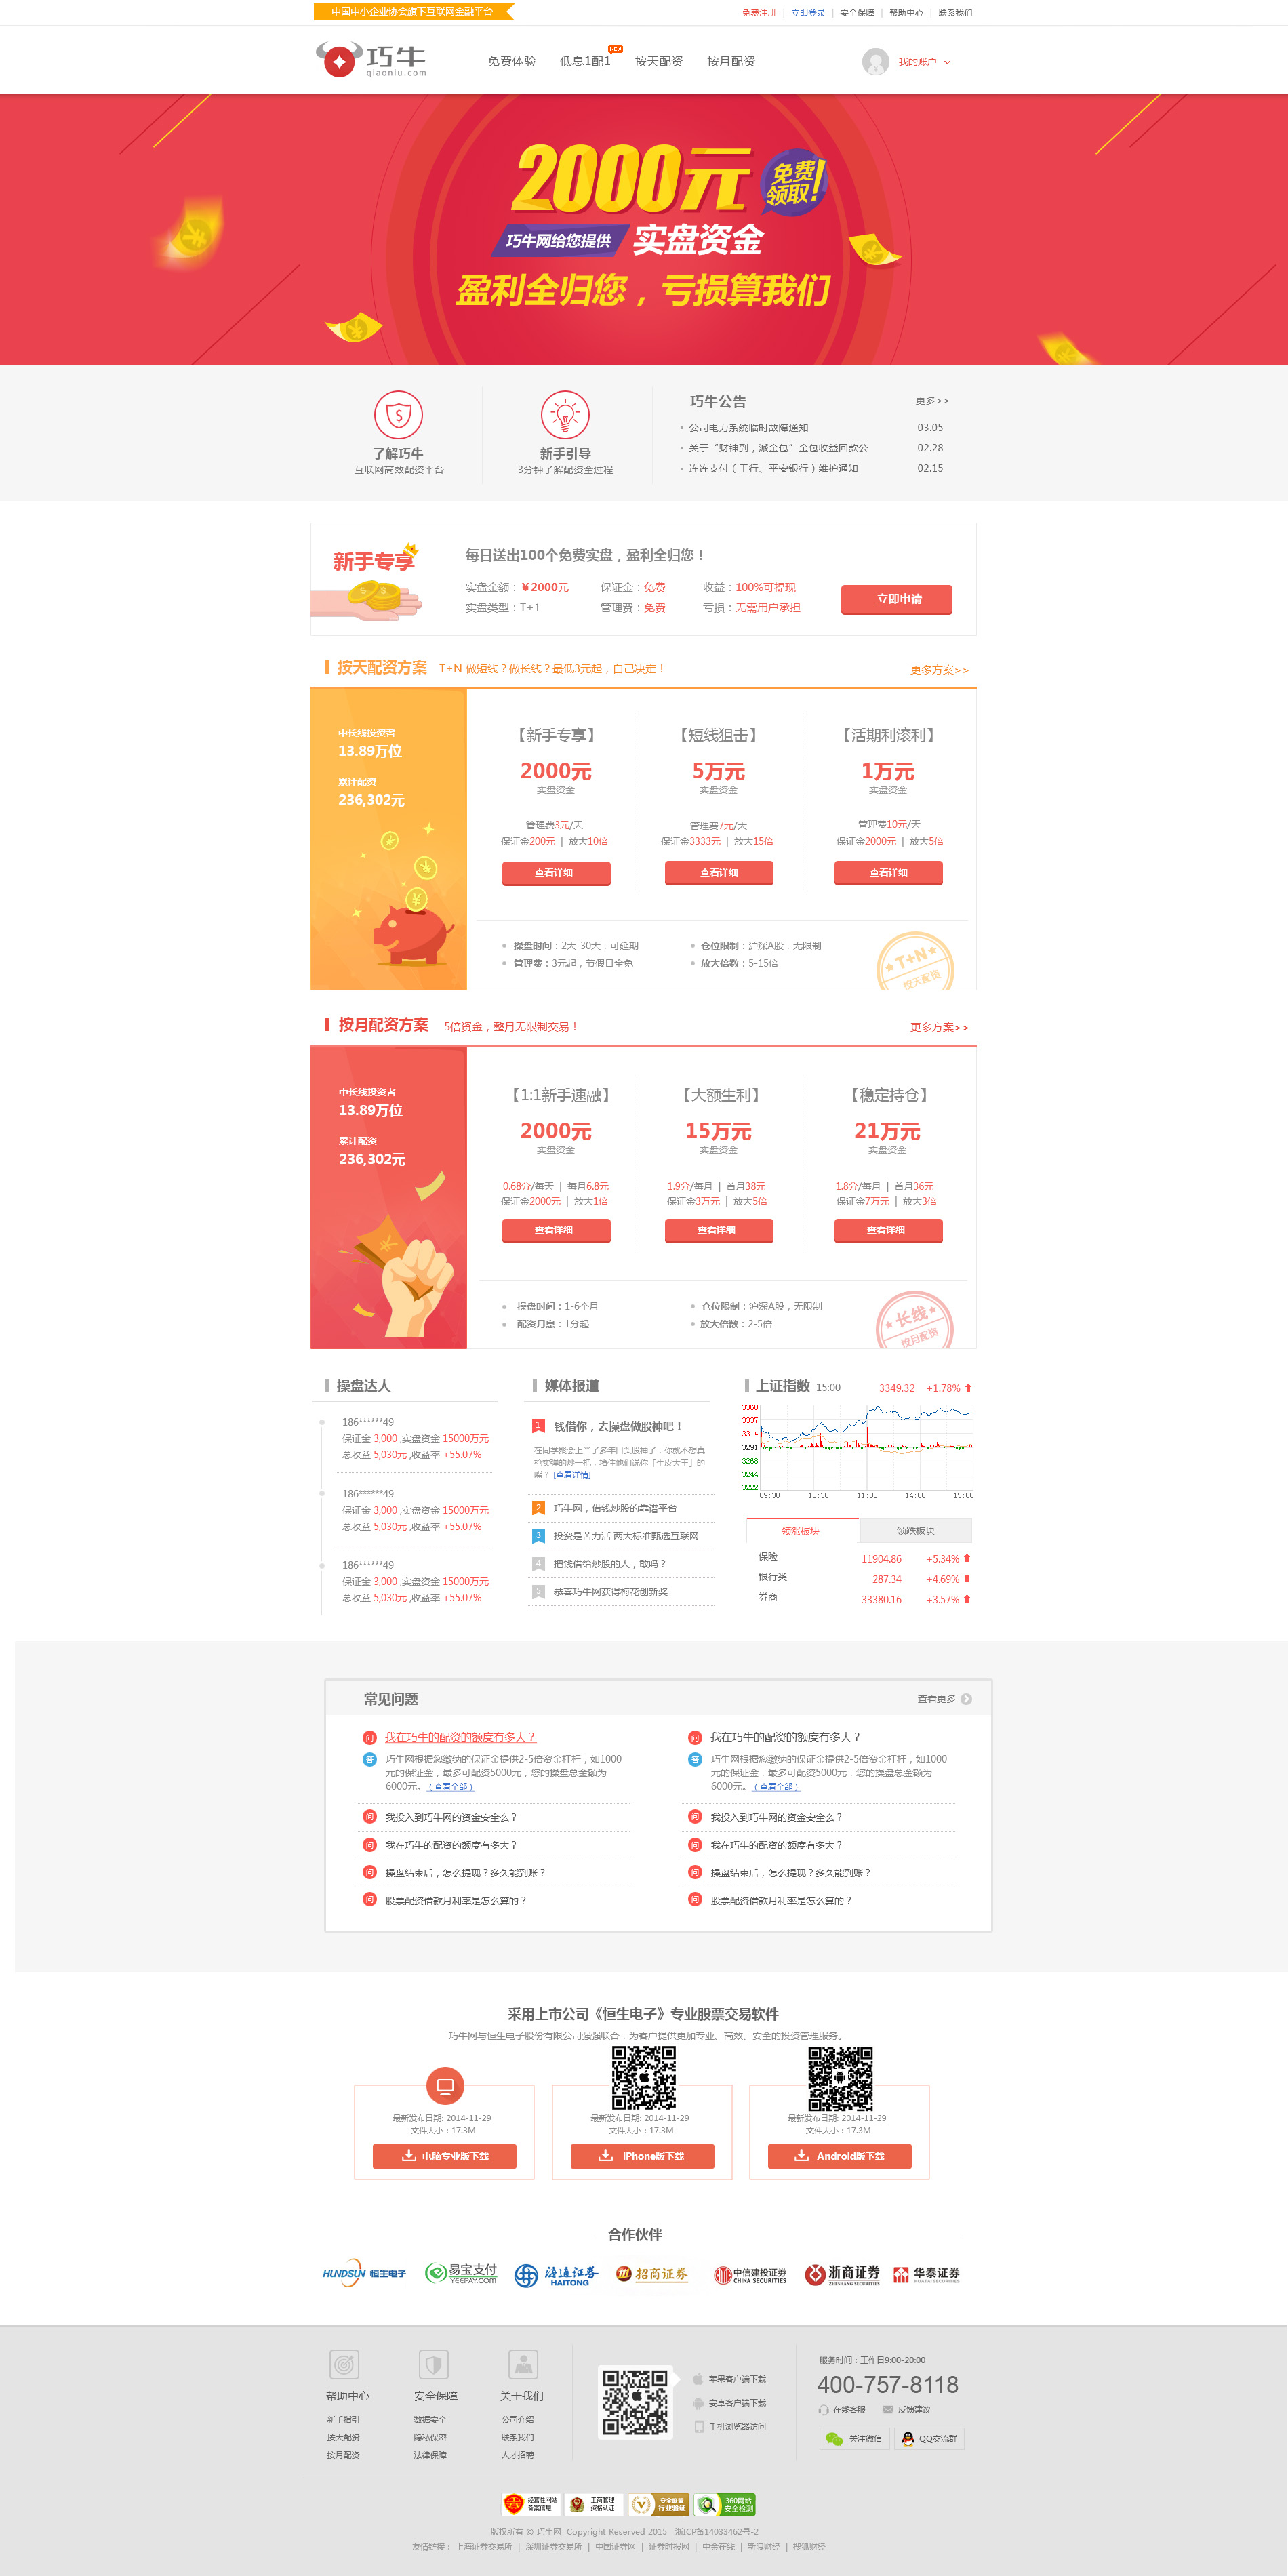 中国中小企业协会旗下互联网金融平台
免费注册 | 立即登录 | 安全保障 | 帮助中心 | 联系我们
巧牛
qiaoniu.com
免费体验 低息1配1 NEW 按天配资 按月配资
我的账户
2000元 免费领取!
巧牛网给您提供 实盘资金
盈利全归您，亏损算我们
了解巧牛
互联网高效配资平台
新手引导
3分钟了解配资全过程
巧牛公告 更多>>
公司电力系统临时故障通知 03.05
关于“财神到，派金包”金包收益回款公 02.28
连连支付（工行、平安银行）维护通知 02.15
新手专享
每日送出100个免费实盘，盈利全归您！
实盘金额：￥2000元 保证金：免费 收益：100%可提现
实盘类型：T+1 管理费：免费 亏损：无需用户承担
立即申请
按天配资方案 T+N 做短线？做长线？最低3元起，自己决定！ 更多方案>>
中长线投资者
13.89万位
累计配资
236,302元
【新手专享】
2000元
实盘资金
管理费3元/天
保证金200元 | 放大10倍
查看详细
【短线狙击】
5万元
实盘资金
管理费7元/天
保证金3333元 | 放大15倍
查看详细
【活期利滚利】
1万元
实盘资金
管理费10元/天
保证金2000元 | 放大5倍
查看详细
操盘时间：2天-30天，可延期 仓位限制：沪深A股，无限制
管理费：3元起，节假日全免 放大倍数：5-15倍
T+N
按天配资
按月配资方案 5倍资金，整月无限制交易！ 更多方案>>
中长线投资者
13.89万位
累计配资
236,302元
【1:1新手速融】
2000元
实盘资金
0.68分/每天 | 每月6.8元
保证金2000元 | 放大1倍
查看详细
【大额生利】
15万元
实盘资金
1.9分/每月 | 首月38元
保证金3万元 | 放大5倍
查看详细
【稳定持仓】
21万元
实盘资金
1.8分/每月 | 首月36元
保证金7万元 | 放大3倍
查看详细
操盘时间：1-6个月 仓位限制：沪深A股，无限制
配资月息：1分起 放大倍数：2-5倍
长线
按月配资
操盘达人
186******49
保证金 3,000 ,实盘资金 15000万元
总收益 5,030元 ,收益率 +55.07%
186******49
保证金 3,000 ,实盘资金 15000万元
总收益 5,030元 ,收益率 +55.07%
186******49
保证金 3,000 ,实盘资金 15000万元
总收益 5,030元 ,收益率 +55.07%
媒体报道
1 钱借你，去操盘做股神吧！
在同学聚会上当了多年口头股神了，你就不想真
枪实弹的炒一把，堵住他们说你「牛皮大王」的
嘴？ [查看详情]
2 巧牛网，借钱炒股的靠谱平台
3 投资是苦力活 两大标准甄选互联网
4 把钱借给炒股的人，敢吗？
5 恭喜巧牛网获得梅花创新奖
上证指数 15:00 3349.32 +1.78%
3360
3337
3314
3291
3268
3244
3222
09:30 10:30 11:30 14:00 15:00
领涨板块 领跌板块
保险 11904.86 +5.34%
银行类 287.34 +4.69%
券商 33380.16 +3.57%
常见问题 查看更多
问 我在巧牛的配资的额度有多大？
答 巧牛网根据您缴纳的保证金提供2-5倍资金杠杆，如1000
元的保证金，最多可配资5000元，您的操盘总金额为
6000元。（查看全部）
问 我投入到巧牛网的资金安全么？
问 我在巧牛的配资的额度有多大？
问 操盘结束后，怎么提现？多久能到账？
问 股票配资借款月利率是怎么算的？
问 我在巧牛的配资的额度有多大？
答 巧牛网根据您缴纳的保证金提供2-5倍资金杠杆，如1000
元的保证金，最多可配资5000元，您的操盘总金额为
6000元。（查看全部）
问 我投入到巧牛网的资金安全么？
问 我在巧牛的配资的额度有多大？
问 操盘结束后，怎么提现？多久能到账？
问 股票配资借款月利率是怎么算的？
采用上市公司《恒生电子》专业股票交易软件
巧牛网与恒生电子股份有限公司强强联合，为客户提供更加专业、高效、安全的投资管理服务。
最新发布日期: 2014-11-29
文件大小：17.3M
电脑专业版下载
最新发布日期: 2014-11-29
文件大小：17.3M
iPhone版下载
最新发布日期: 2014-11-29
文件大小：17.3M
Android版下载
合作伙伴
HUNDSUN 恒生电子
易宝支付 YEEPAY.COM
海通证券 HAITONG
招商证券
中信建投证券 CHINA SECURITIES
浙商证券 ZHESHANG SECURITIES
华泰证券 HUATAI SECURITIES
帮助中心
新手指引
按天配资
按月配资
安全保障
数据安全
隐私保密
法律保障
关于我们
公司介绍
联系我们
人才招聘
苹果客户端下载
安卓客户端下载
手机浏览器访问
服务时间：工作日9:00-20:00
400-757-8118
在线客服 反馈建议
关注微信 QQ交流群
经营性网站备案信息
工商管理资格认证
安全联盟行业验证
360网站安全检测
版权所有 © 巧牛网 Copyright Reserved 2015 浙ICP备14033462号-2
友情链接： 上海证券交易所 | 深圳证券交易所 | 中国证券网 | 证券时报网 | 中金在线 | 新浪财经 | 搜狐财经